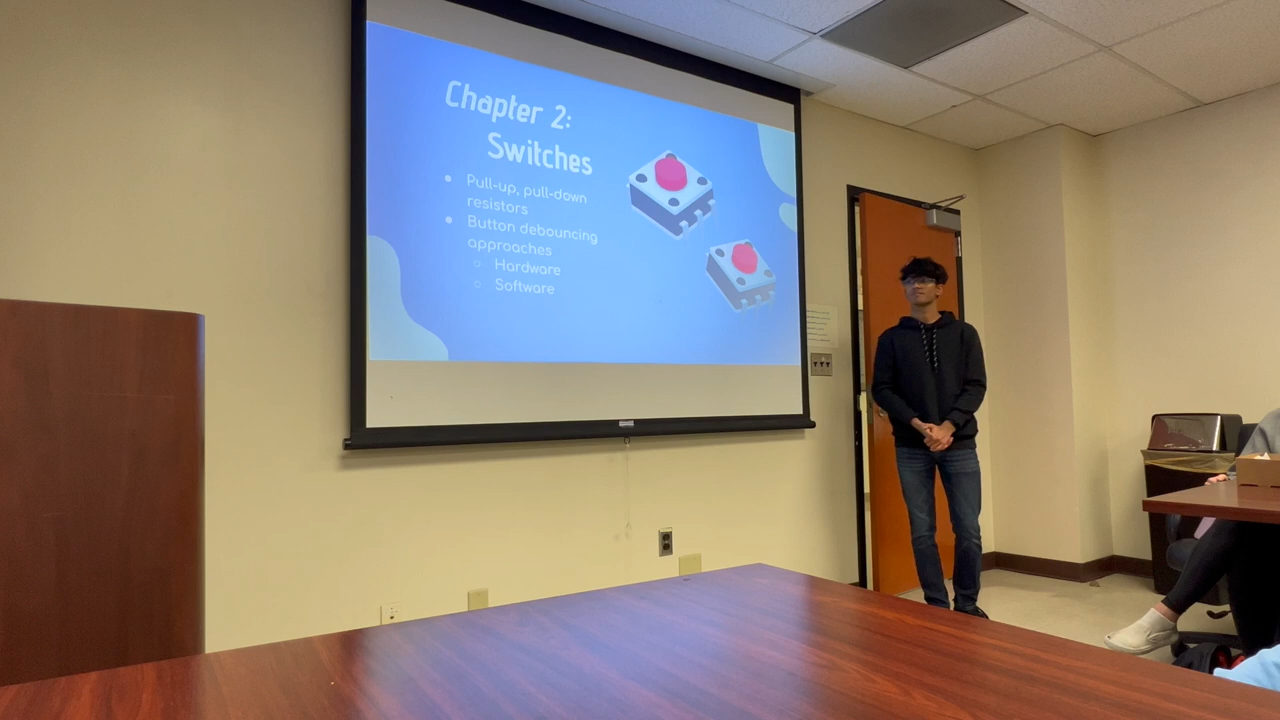 Chapter 2:
Switches
● Pull-up, pull-down
resistors
● Button debouncing
approaches
○ Hardware
○ Software